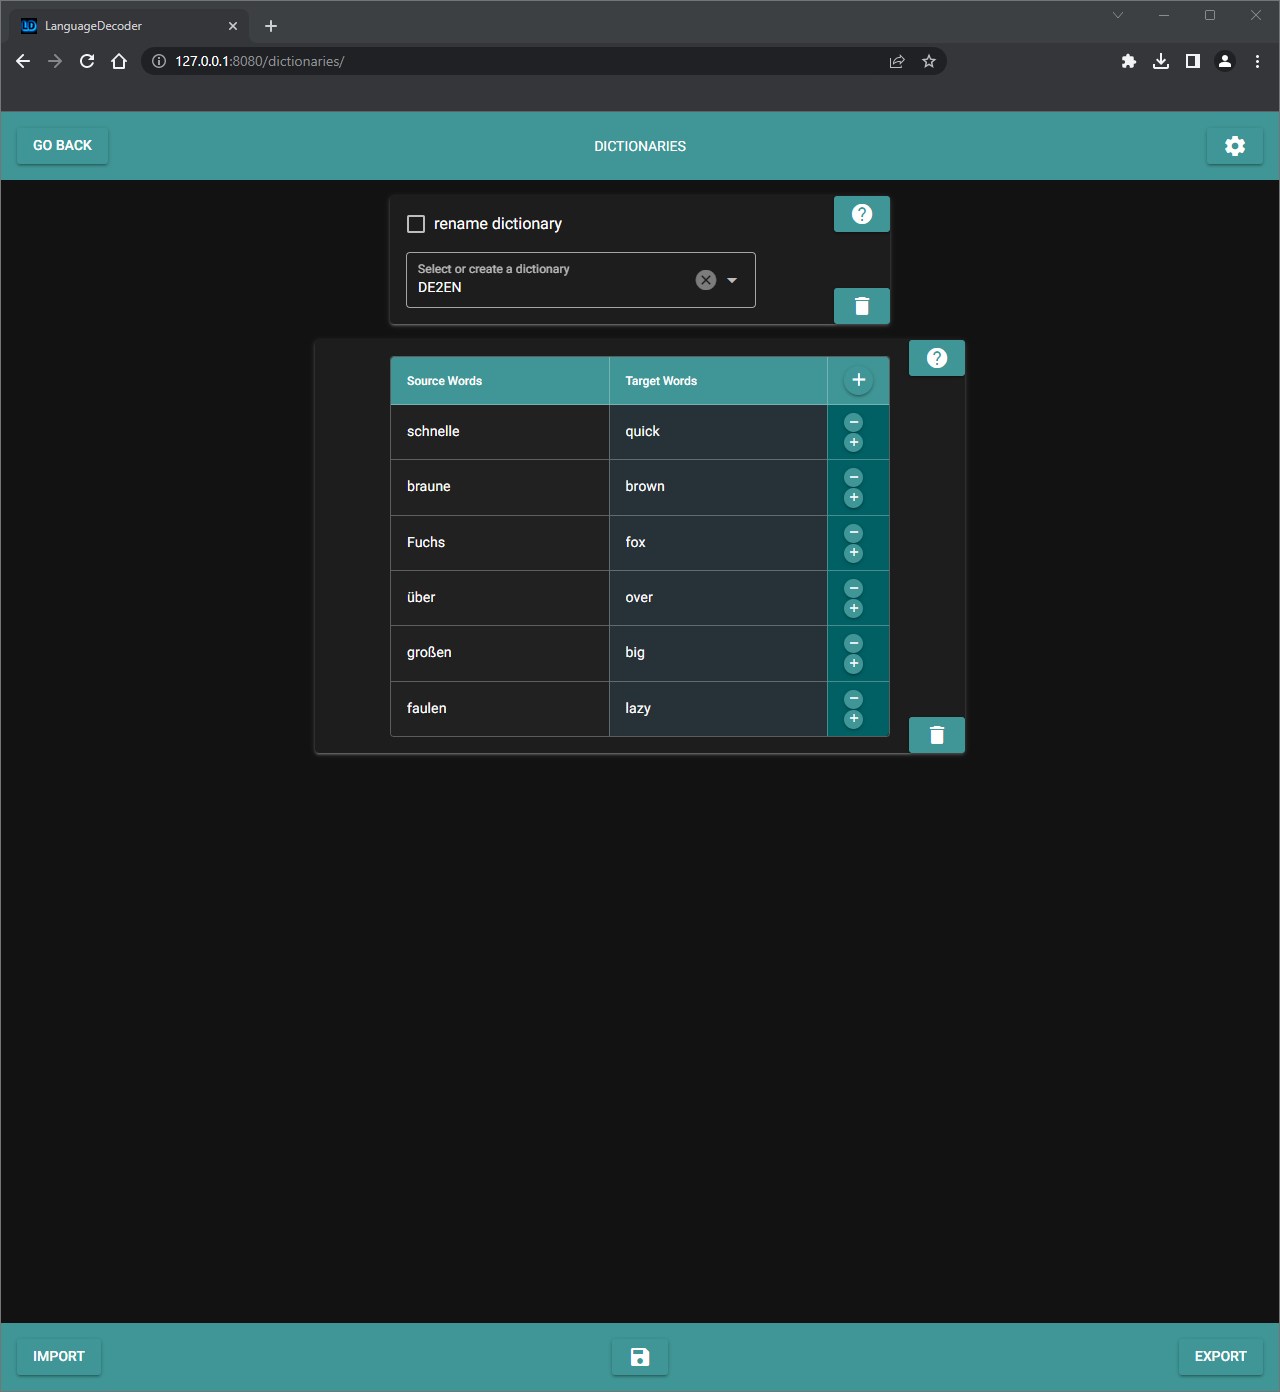 LD LanguageDecoder
127.0.0.1:8080/dictionaries/
GO BACK DICTIONARIES
rename dictionary
Select or create a dictionary
DE2EN
Source Words Target Words
schnelle quick
braune brown
Fuchs fox
über over
großen big
faulen lazy
IMPORT EXPORT